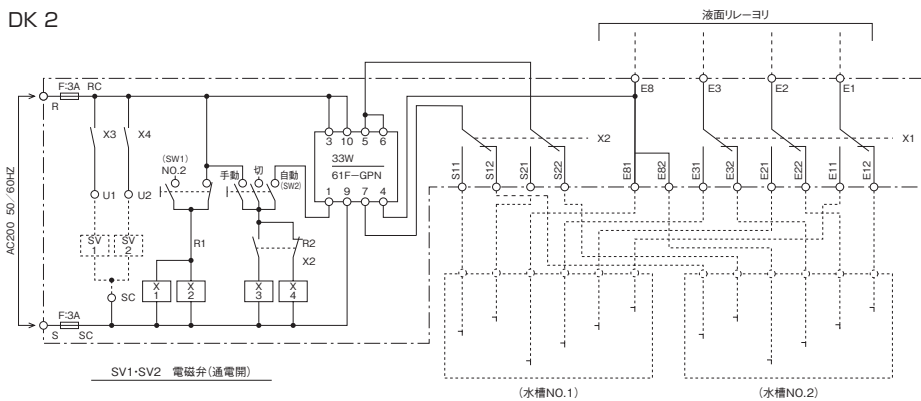 DK 2
液面リレーヨリ
F:3A RC
R
E8 E3 E2 E1
X3 X4
3 10 5 6
X2
X1
(SW1)
NO.2
手動 切 自動
(SW2)
33W
61F-GPN
S11 S12 S21 S22 E81 E82 E31 E32 E21 E22 E11 E12
1 9 7 4
U1 U2
AC200 50/60HZ
SV
1
SV
2
R1
R2
X2
SC
X
1
X
2
X
3
X
4
F:3A
S SC
SV1・SV2 電磁弁(通電開)
(水槽NO.1)
(水槽NO.2)